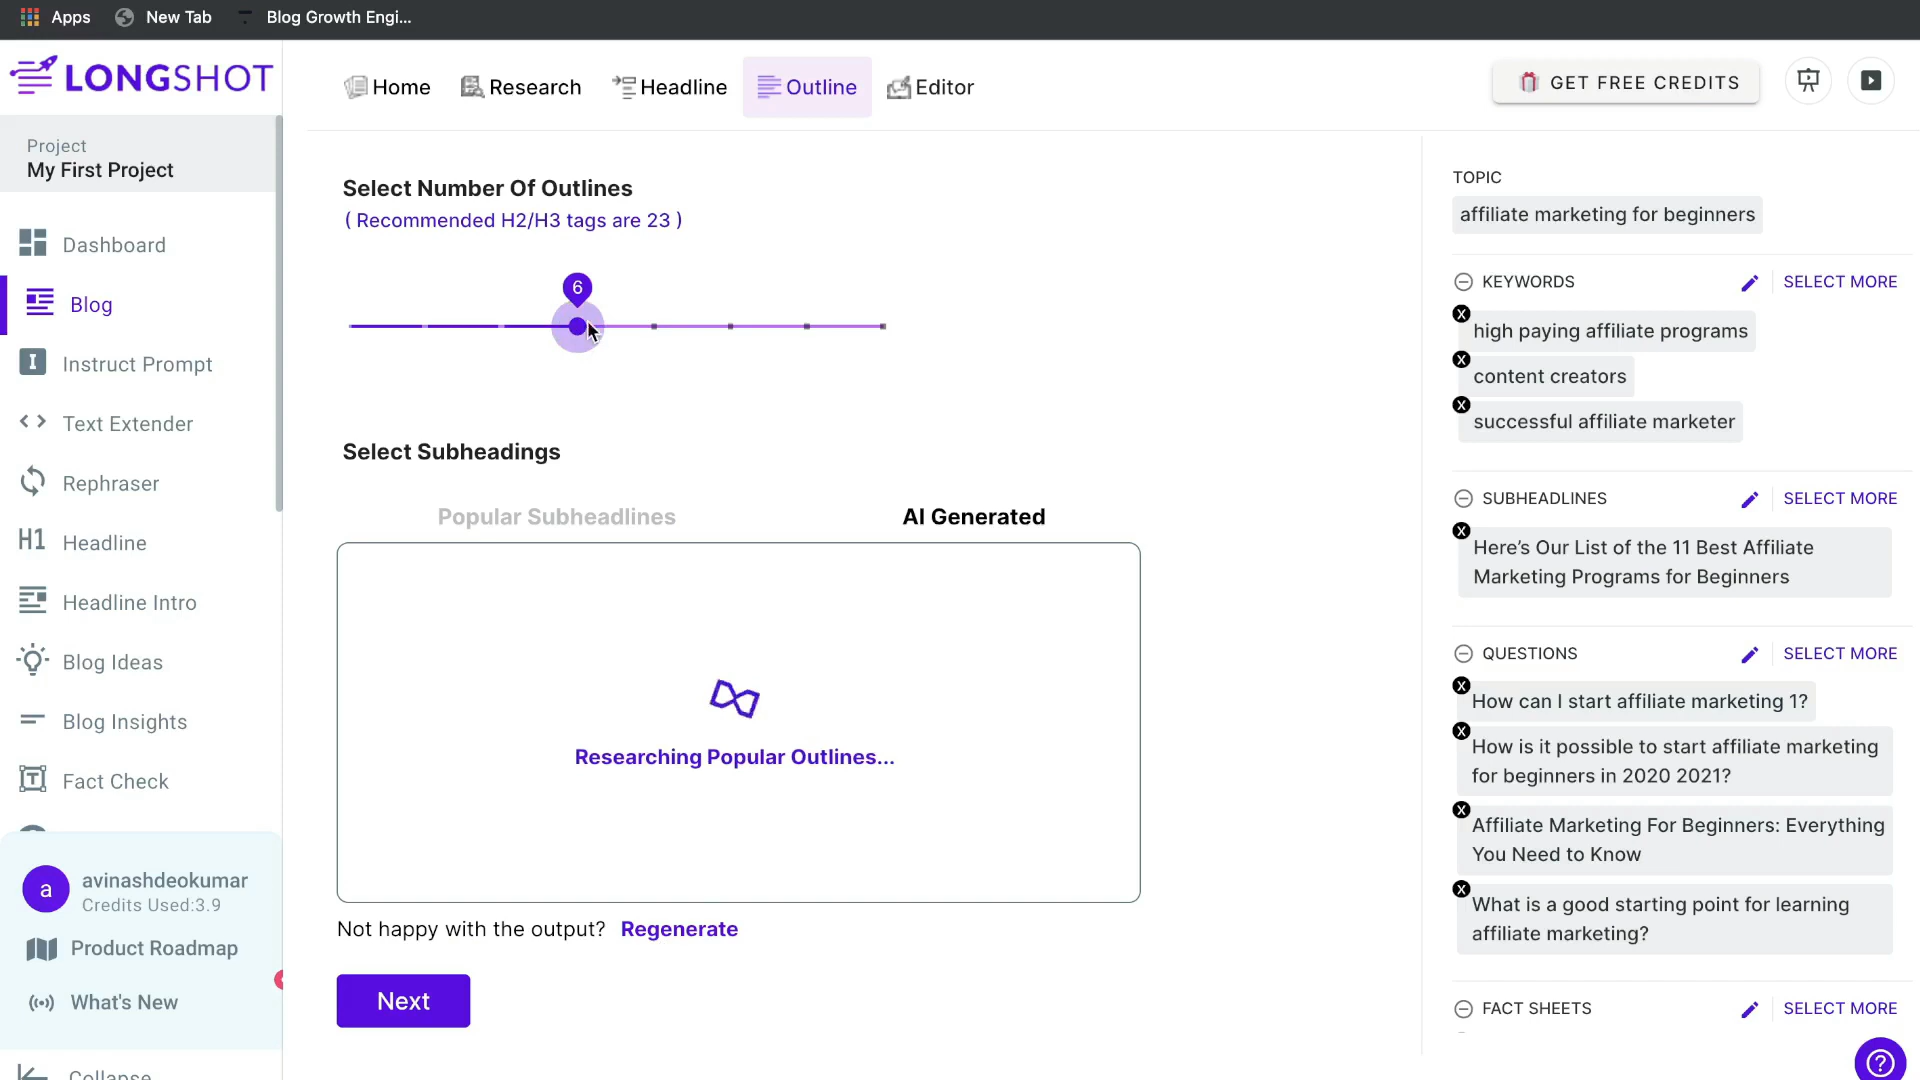 Apps
New Tab
Blog Growth Engi...
LONGSHOT
Home
Research
Headline
Outline
Editor
GET FREE CREDITS
Project
My First Project
Dashboard
Blog
Instruct Prompt
Text Extender
Rephraser
H1 Headline
Headline Intro
Blog Ideas
Blog Insights
Fact Check
a
avinashdeokumar
Credits Used:3.9
Product Roadmap
What's New
Collapse
Select Number Of Outlines
( Recommended H2/H3 tags are 23 )
6
Select Subheadings
Popular Subheadlines
AI Generated
Researching Popular Outlines...
Not happy with the output? Regenerate
Next
TOPIC
affiliate marketing for beginners
KEYWORDS
SELECT MORE
X
high paying affiliate programs
X
content creators
X
successful affiliate marketer
SUBHEADLINES
SELECT MORE
X
Here’s Our List of the 11 Best Affiliate
Marketing Programs for Beginners
QUESTIONS
SELECT MORE
X
How can I start affiliate marketing 1?
X
How is it possible to start affiliate marketing
for beginners in 2020 2021?
X
Affiliate Marketing For Beginners: Everything
You Need to Know
X
What is a good starting point for learning
affiliate marketing?
FACT SHEETS
SELECT MORE
?